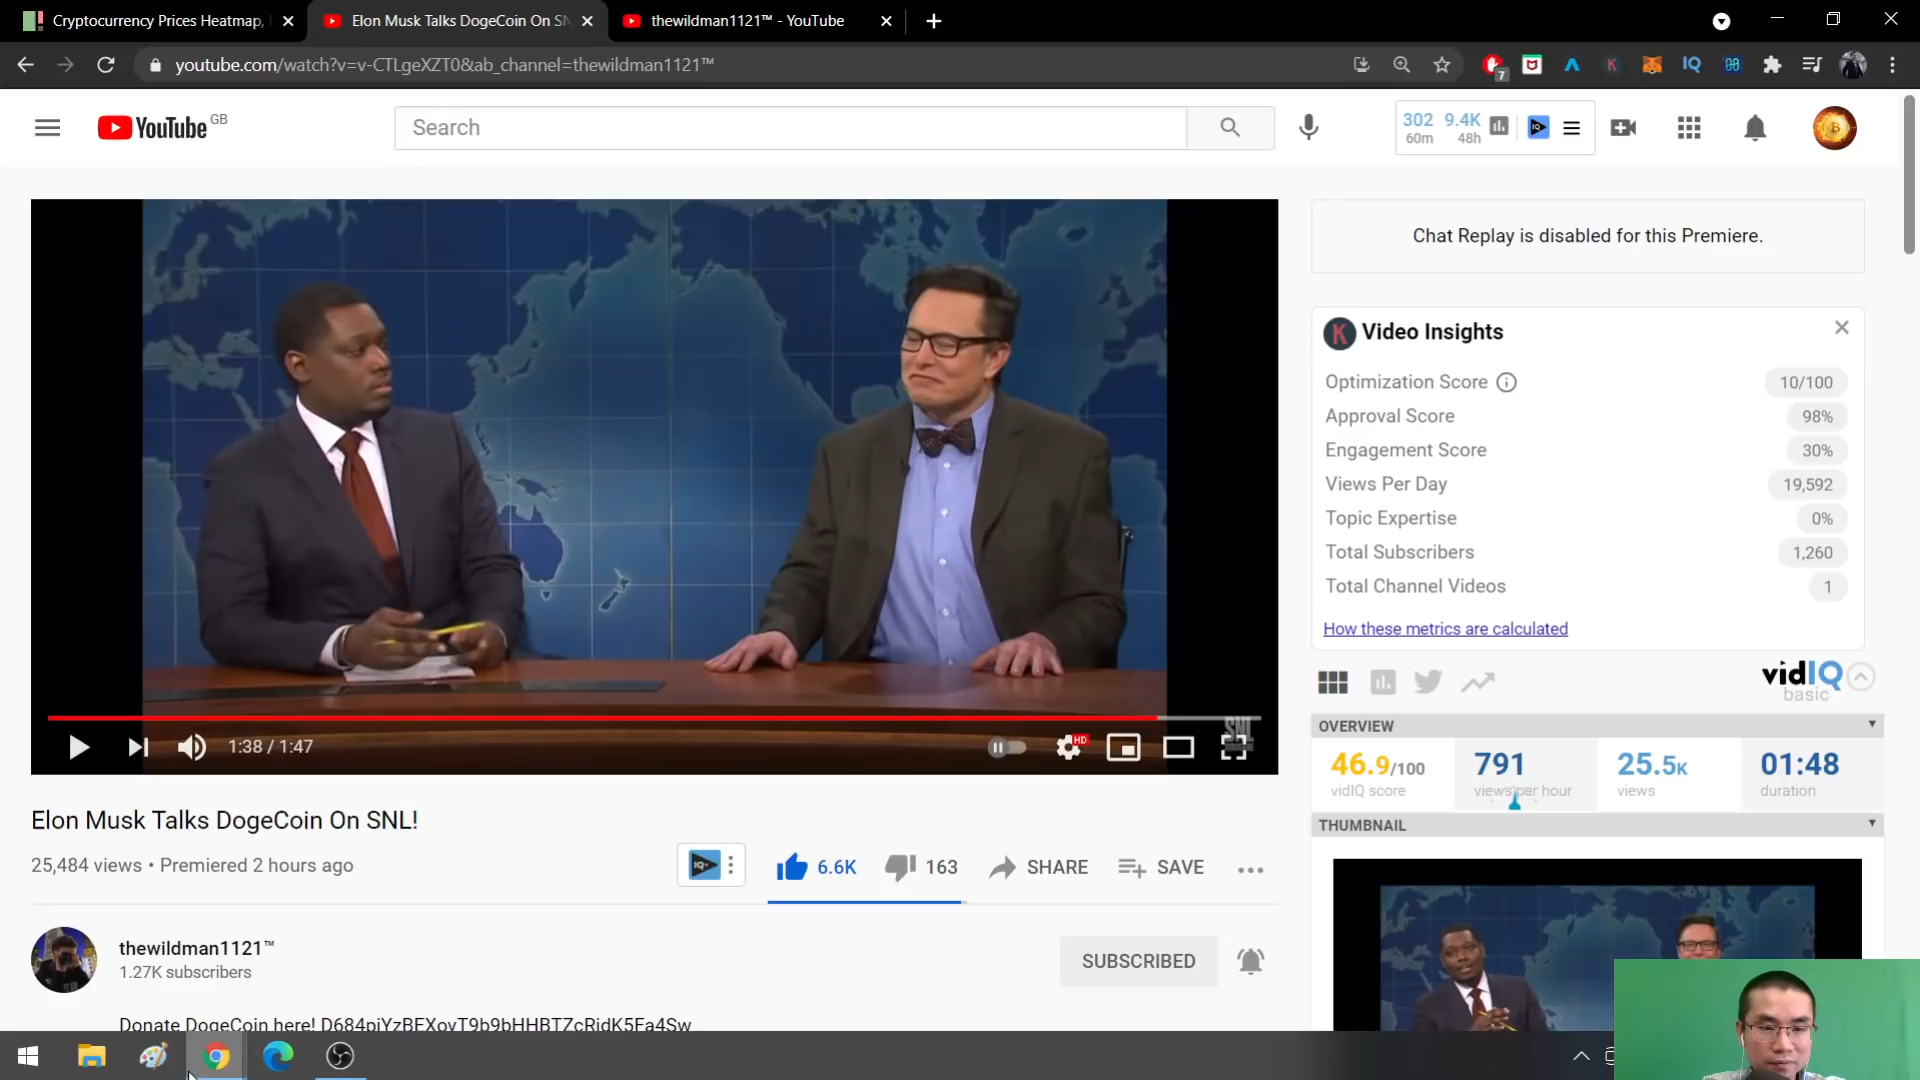 Cryptocurrency Prices Heatmap,
Elon Musk Talks DogeCoin On SN
thewildman1121™ - YouTube
youtube.com/watch?v=v-CTLgeXZT0&ab_channel=thewildman1121™
7
IQ
YouTube GB
Search
302 9.4K
60m 48h
Chat Replay is disabled for this Premiere.
K Video Insights
Optimization Score 10/100
Approval Score 98%
Engagement Score 30%
Views Per Day 19,592
Topic Expertise 0%
Total Subscribers 1,260
Total Channel Videos 1
How these metrics are calculated
vidIQ
basic
OVERVIEW
46.9/100 791 25.5K 01:48
vidIQ score views per hour views duration
THUMBNAIL
SNL
1:38 / 1:47
HD
Elon Musk Talks DogeCoin On SNL!
25,484 views • Premiered 2 hours ago
IQ
6.6K 163 SHARE SAVE
thewildman1121™
1.27K subscribers
SUBSCRIBED
Donate DogeCoin here!